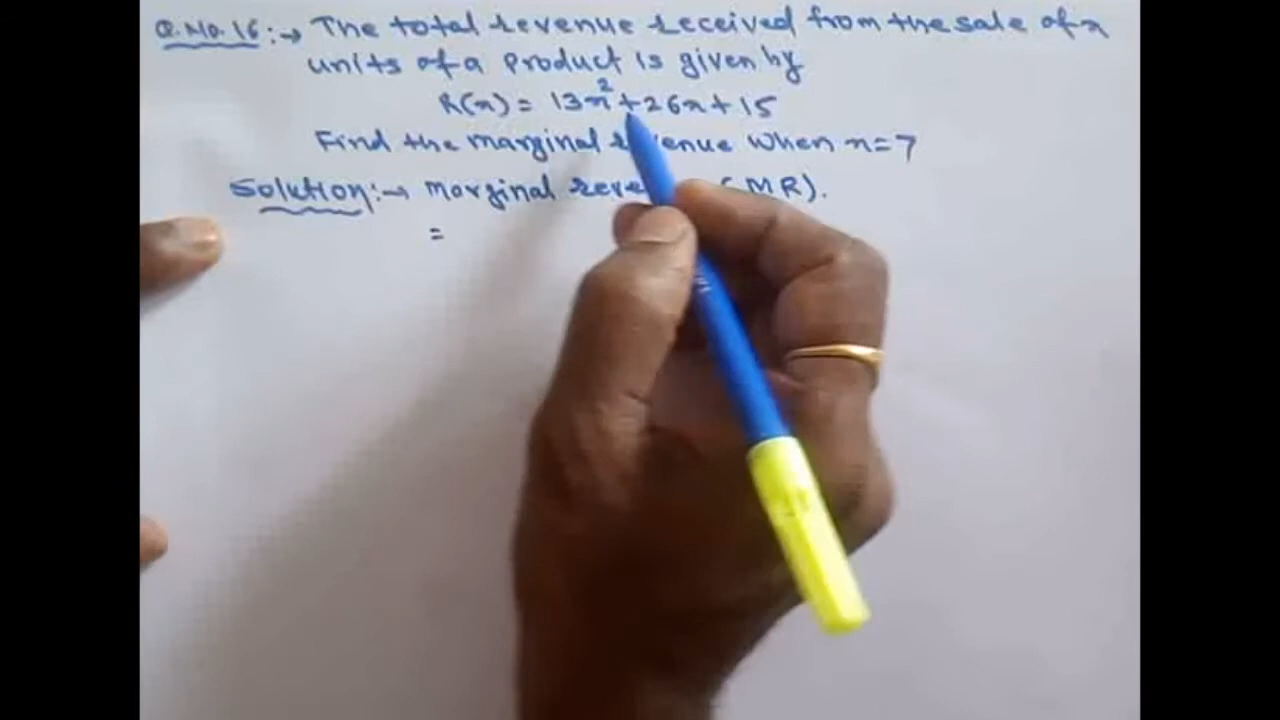 Q.No. 16:→ The total revenue received from the sale of x
units of a product is given by
R(x) = 13x² + 26x + 15
Find the marginal revenue when x = 7
Solution:→ Marginal (MR).
=